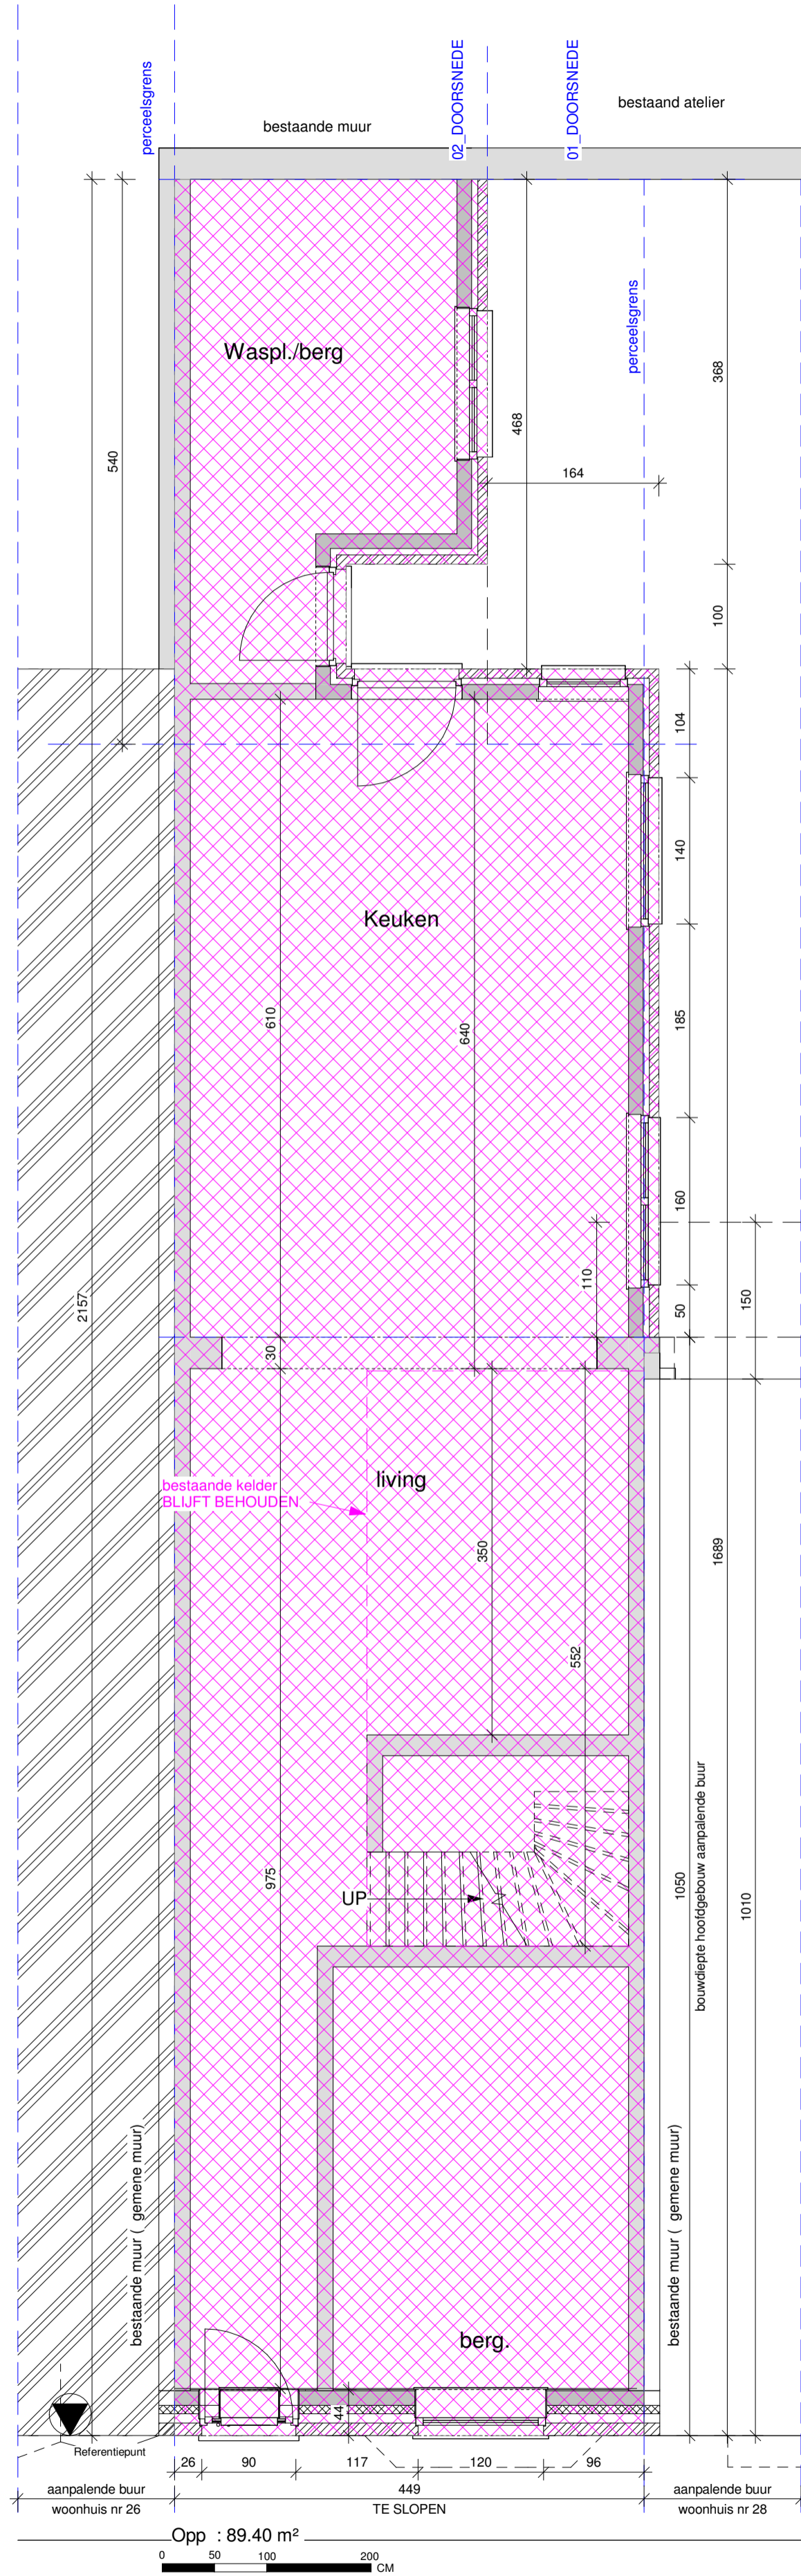 perceelsgrens
bestaande muur
02_DOORSNEDE
01_DOORSNEDE
bestaand atelier
perceelsgrens
Waspl./berg
368
468
540
164
100
104
140
Keuken
610
640
185
160
110
150
50
2157
30
living
bestaande kelder
BLIJFT BEHOUDEN
350
1689
552
975
UP
1050
bouwdiepte hoofdgebouw aanpalende buur
1010
bestaande muur ( gemene muur)
bestaande muur ( gemene muur)
berg.
44
Referentiepunt
26
90
117
120
96
aanpalende buur
woonhuis nr 26
449
TE SLOPEN
aanpalende buur
woonhuis nr 28
Opp : 89.40 m²
0 50 100 200
CM